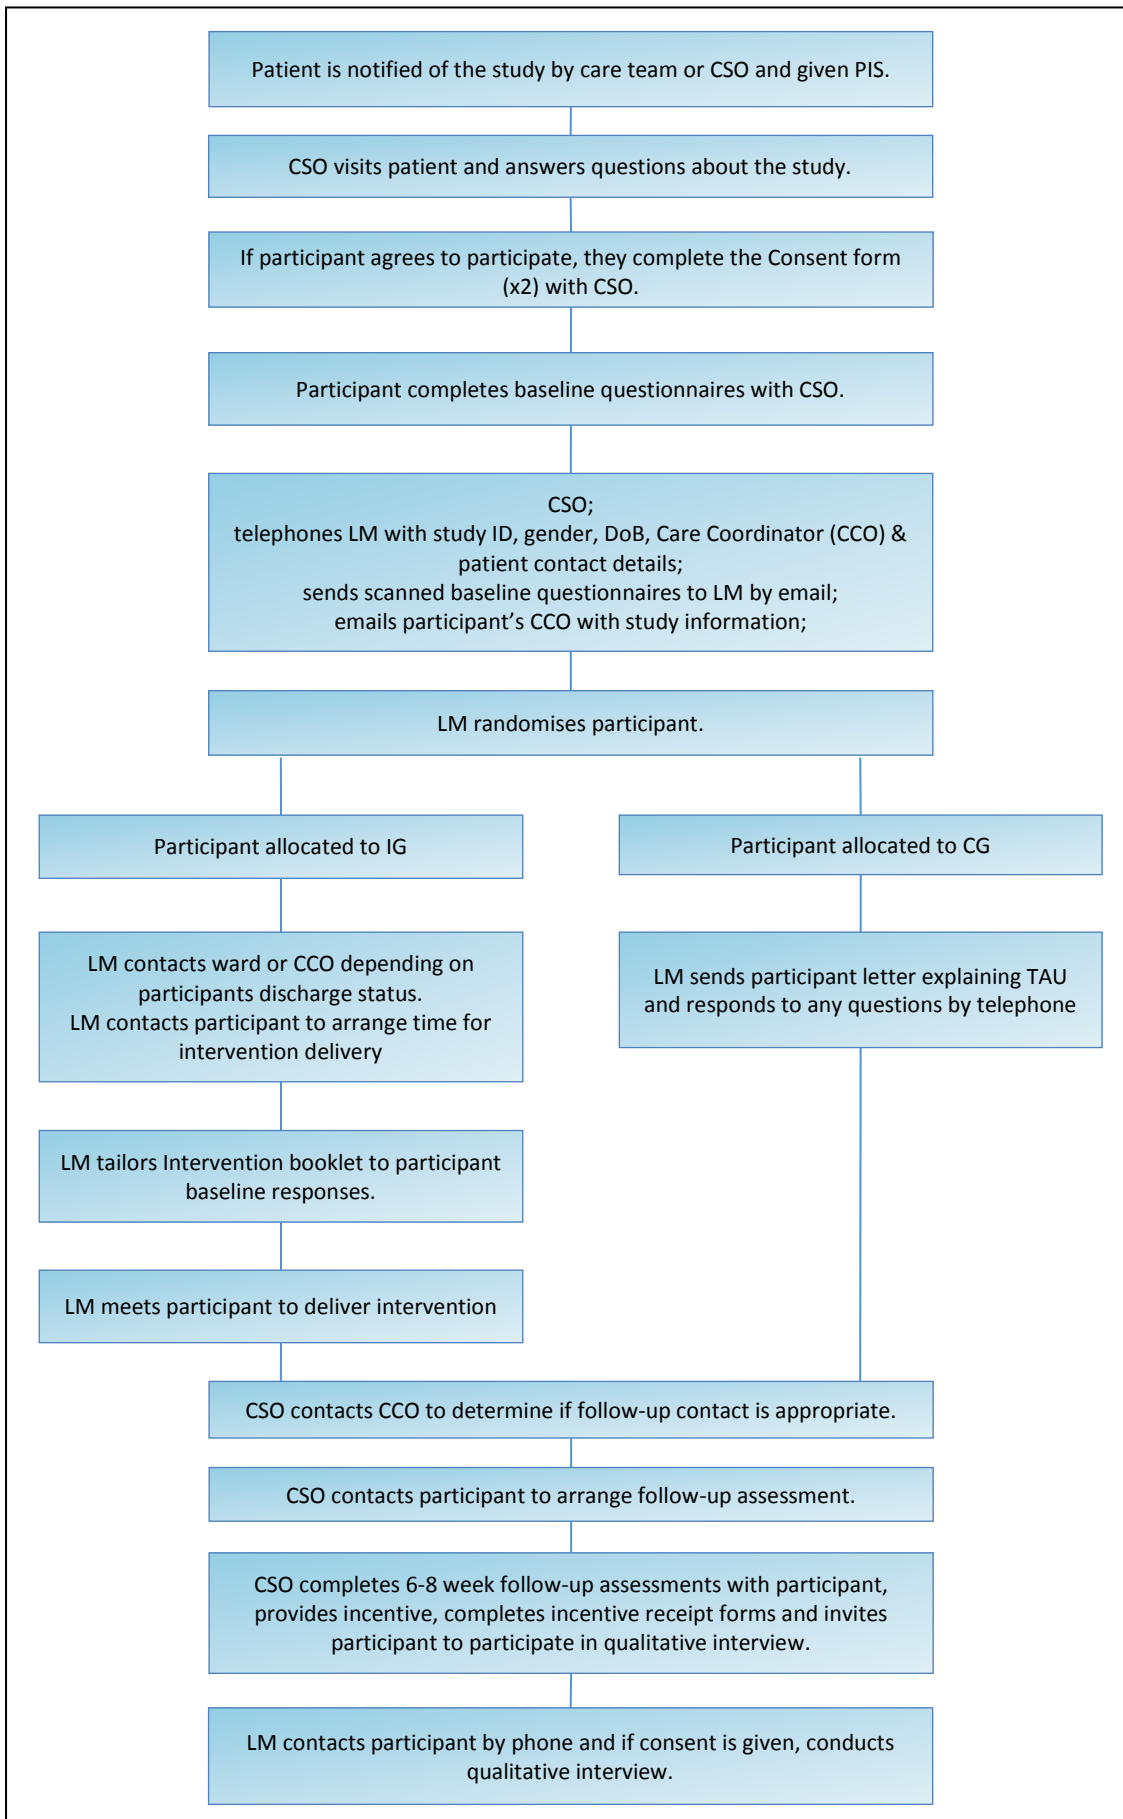 Patient is notified of the study by care team or CSO and given PIS.
CSO visits patient and answers questions about the study.
If participant agrees to participate, they complete the Consent form
(x2) with CSO.
Participant completes baseline questionnaires with CSO.
CSO;
telephones LM with study ID, gender, DoB, Care Coordinator (CCO) &
patient contact details;
sends scanned baseline questionnaires to LM by email;
emails participant’s CCO with study information;
LM randomises participant.
Participant allocated to IG
LM contacts ward or CCO depending on
participants discharge status.
LM contacts participant to arrange time for
intervention delivery
LM tailors Intervention booklet to participant
baseline responses.
LM meets participant to deliver intervention
Participant allocated to CG
LM sends participant letter explaining TAU
and responds to any questions by telephone
CSO contacts CCO to determine if follow-up contact is appropriate.
CSO contacts participant to arrange follow-up assessment.
CSO completes 6-8 week follow-up assessments with participant,
provides incentive, completes incentive receipt forms and invites
participant to participate in qualitative interview.
LM contacts participant by phone and if consent is given, conducts
qualitative interview.